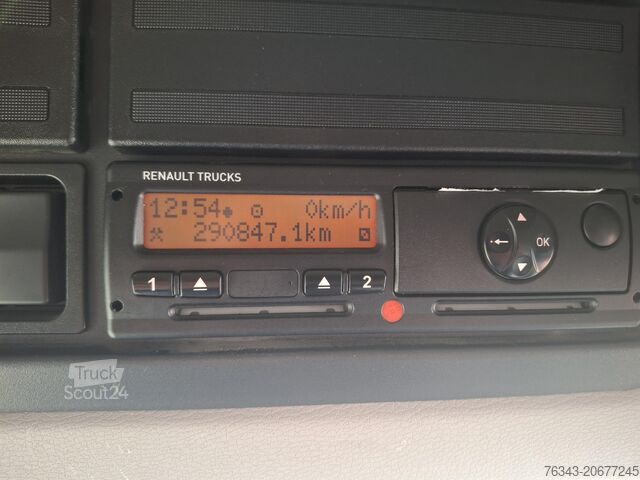 RENAULT TRUCKS
12:54 0km/h
290847.1km
1 2
OK
Truck
Scout24
76343-20677245